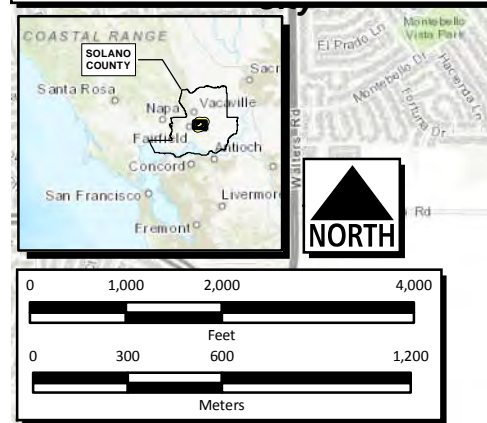 City
COASTAL RANGE
SOLANO
COUNTY
Sacr
Santa Rosa
Napa
Vacaville
Fairfield
Antioch
Concord
San Francisco
Livermore
Fremont
Montebello
Vista Park
El Prado Ln
Montebello Dr
Hacienda Ln
Fortuna Dr
Walters Rd
Rd
NORTH
0 1,000 2,000 4,000
Feet
0 300 600 1,200
Meters